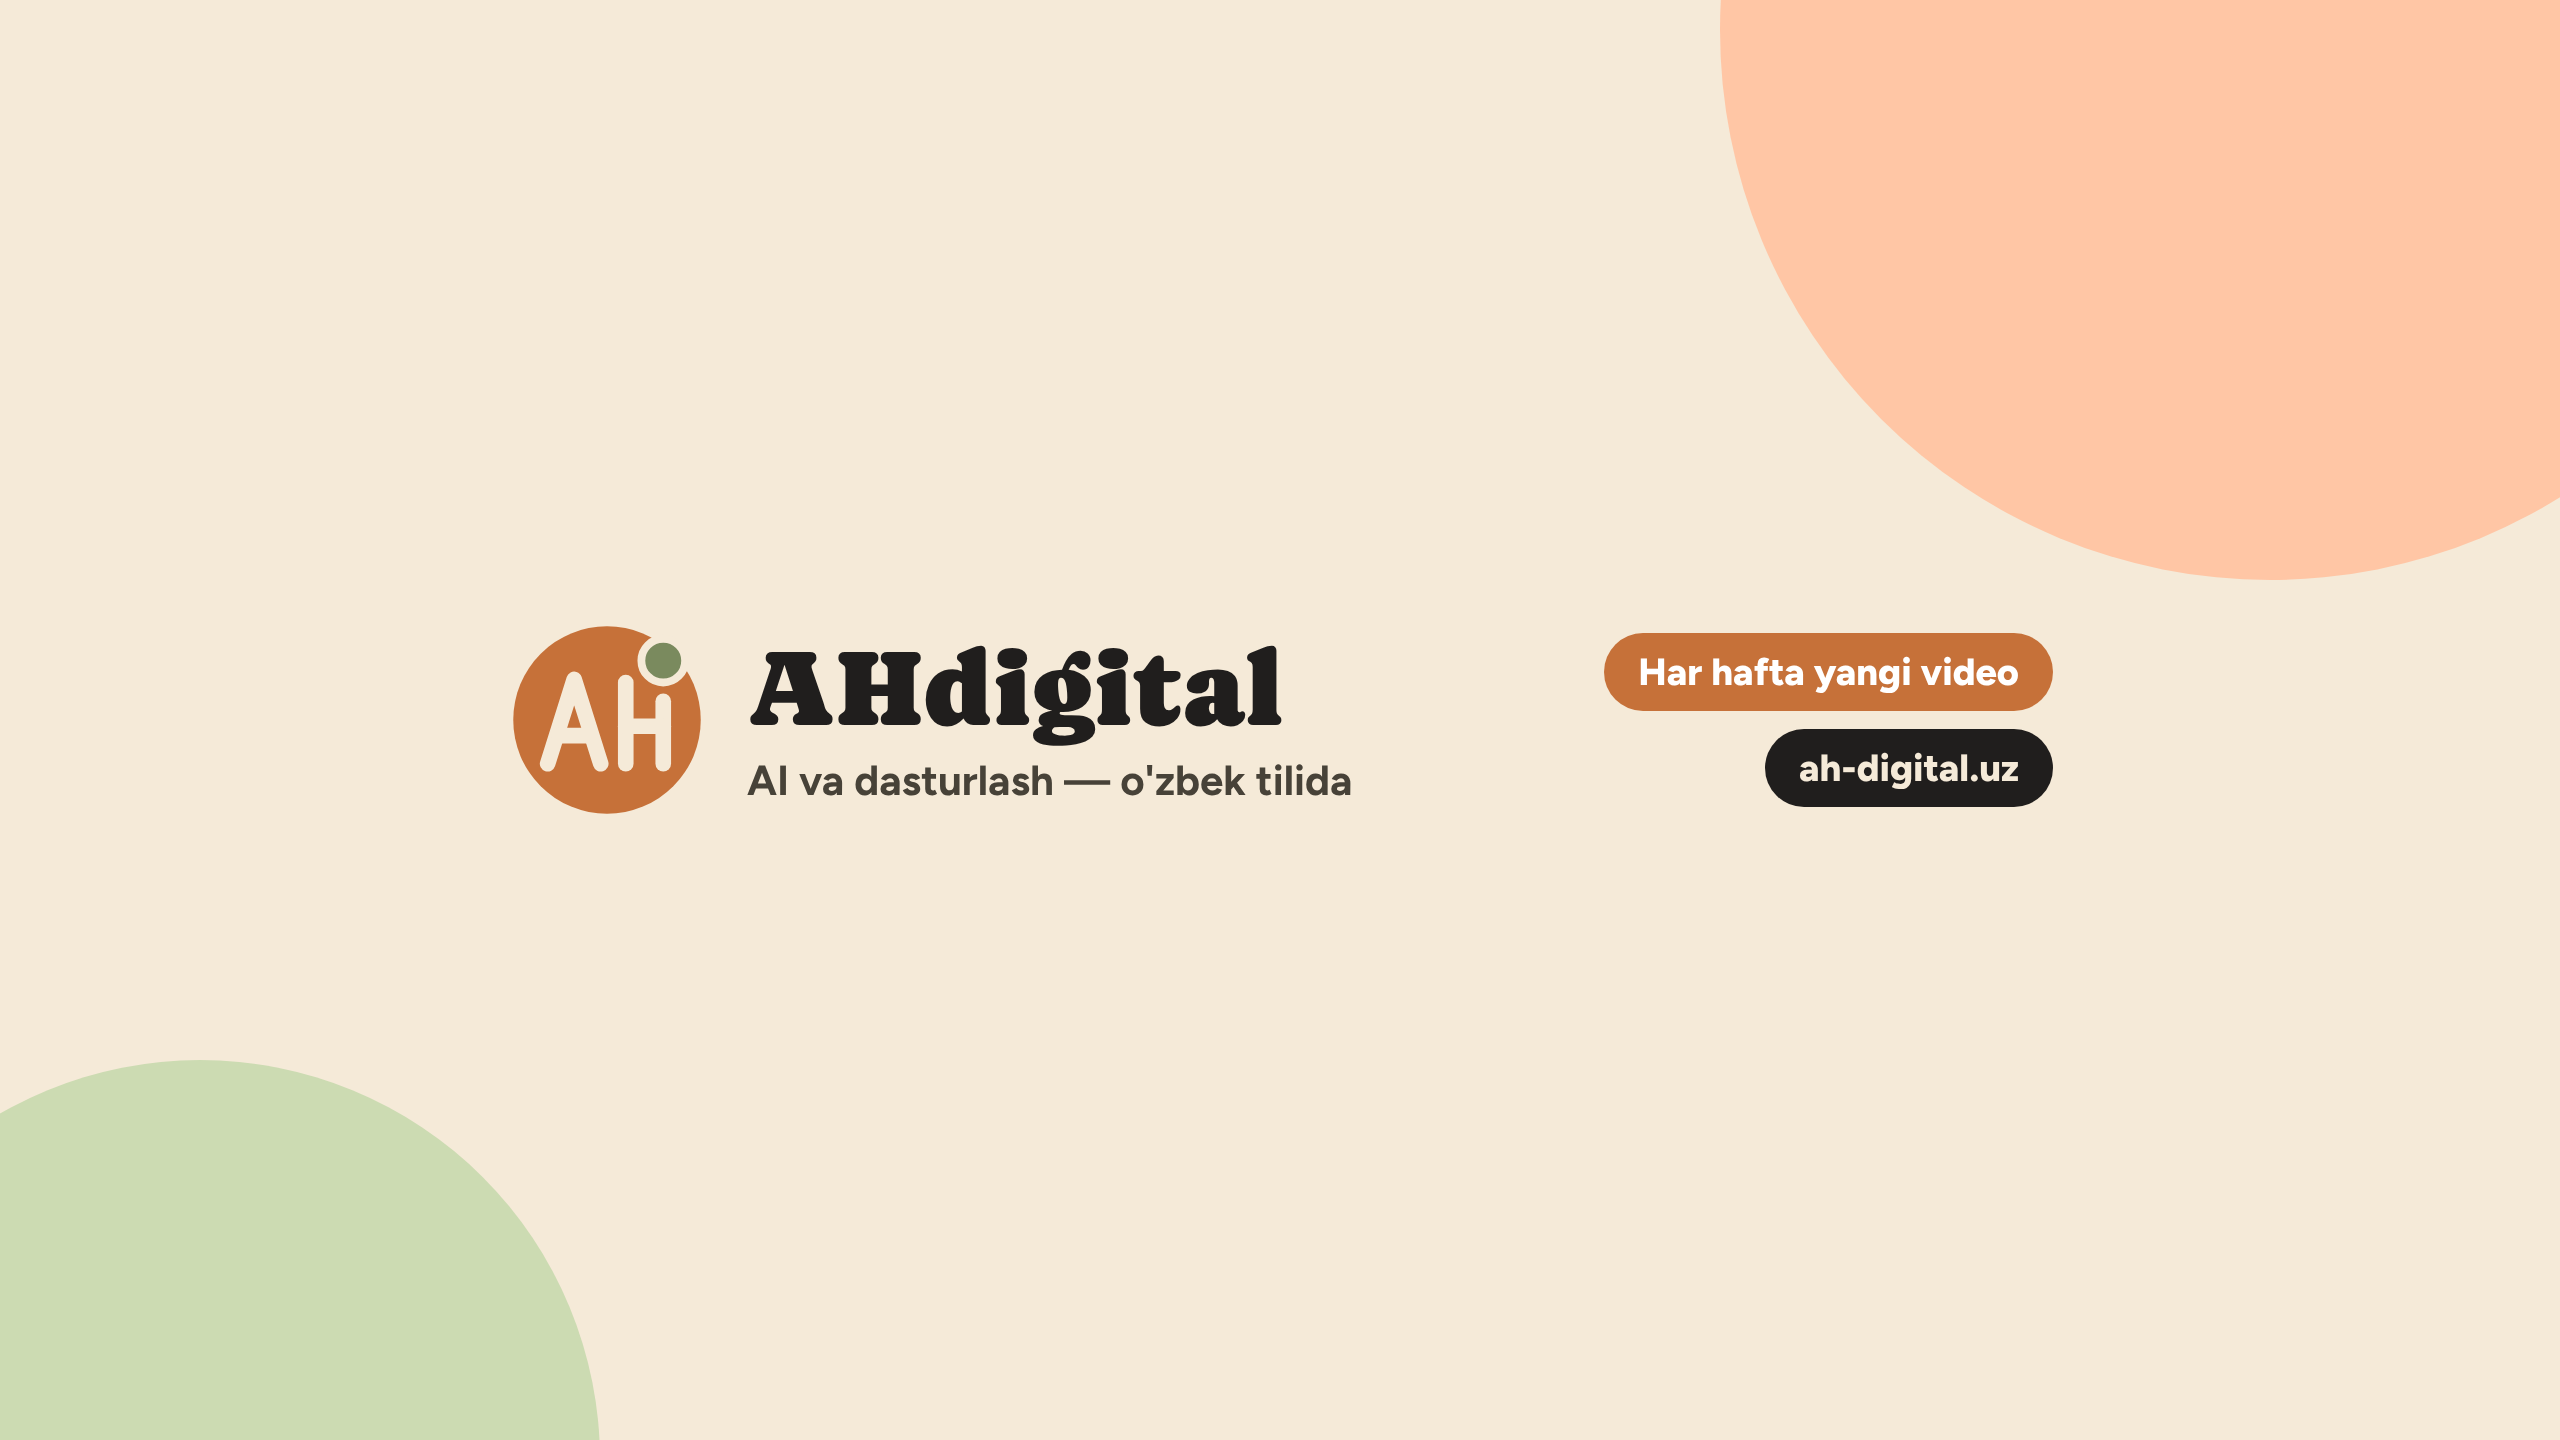 AH
AHdigital
AI va dasturlash — o'zbek tilida
Har hafta yangi video
ah-digital.uz